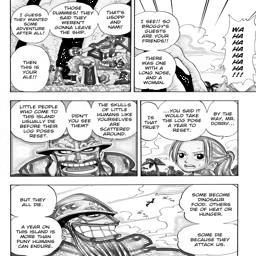 WA
HA
HA
HA
HA
HA
HA
HA
HA!!!
I SEE!! SO
BROGGY'S
GUESTS
ARE YOUR
FRIENDS!!
THERE
WAS ONE
WITH A
LONG NOSE,
AND A
WOMAN.
THOSE
DUMMIES! THEY
SAID THEY
WEREN'T
GONNA LEAVE
THE SHIP.
THAT'S
USOPP
AND
NAMI!
I GUESS
THEY WANTED
SOME
ADVENTURE
AFTER ALL!
THEN
THIS IS
YOUR
ALE!!
BY THE
WAY, MR.
DORRY...
...YOU SAID
IT WOULD
TAKE THE
LOG POSE
A YEAR TO
RESET.
IS
THAT
TRUE?
THE SKULLS
OF LITTLE
HUMANS LIKE
YOURSELVES
ARE
SCATTERED
AROUND.
DIDN'T
YOU SEE
THEM?
LITTLE PEOPLE
WHO COME TO
THIS ISLAND
USUALLY DIE
BEFORE THEIR
LOG POSES
RESET.
SOME BECOME
DINOSAUR
FOOD. OTHERS
DIE OF HEAT
OR HUNGER.
SOME DIE
BECAUSE THEY
ATTACK US.
BUT THEY
ALL DIE.
A YEAR ON
THIS ISLAND
IS MORE THAN
PUNY HUMANS
CAN ENDURE.